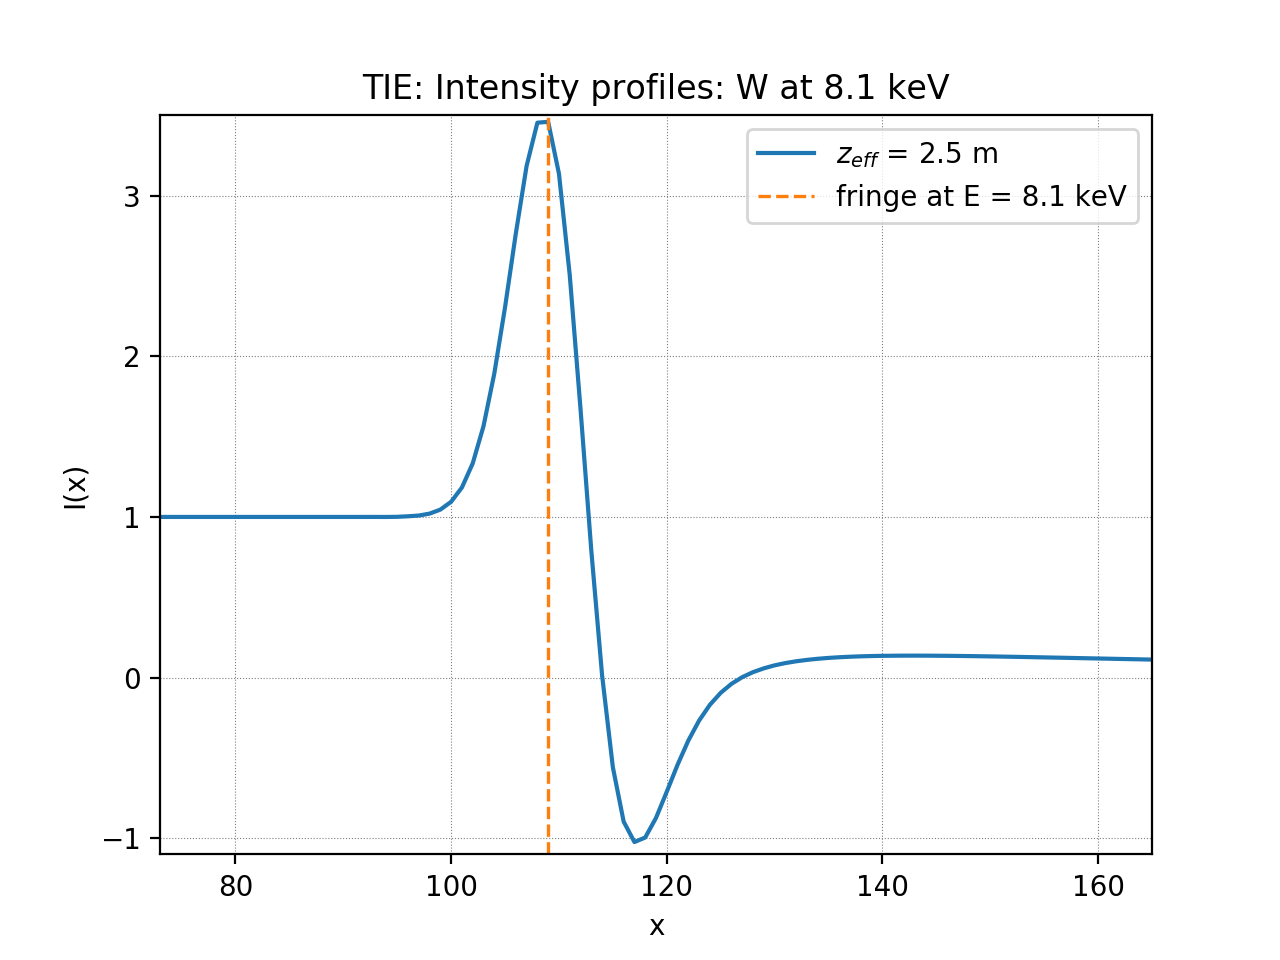 TIE: Intensity profiles: W at 8.1 keV
z_eff = 2.5 m
fringe at E = 8.1 keV
3
2
1
0
−1
I(x)
80 100 120 140 160
x